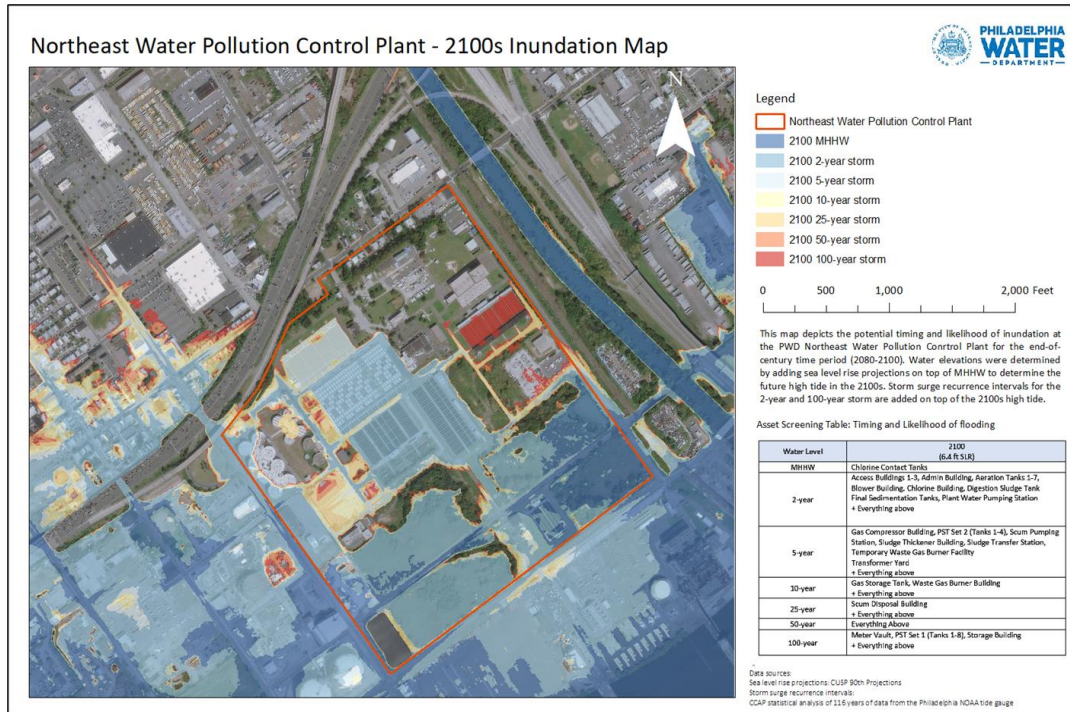 Northeast Water Pollution Control Plant - 2100s Inundation Map
PHILADELPHIA
WATER
DEPARTMENT
N
Legend
Northeast Water Pollution Control Plant
2100 MHHW
2100 2-year storm
2100 5-year storm
2100 10-year storm
2100 25-year storm
2100 50-year storm
2100 100-year storm
0 500 1,000 2,000 Feet
This map depicts the potential timing and likelihood of inundation at
the PWD Northeast Water Pollution Conrtrol Plant for the end-of-
century time period (2080-2100). Water elevations were determined
by adding sea level rise projections on top of MHHW to determine the
future high tide in the 2100s. Storm surge recurrence intervals for the
2-year and 100-year storm are added on top of the 2100s high tide.
Asset Screening Table: Timing and Likelihood of flooding
Water Level
2100
(6.4 ft SLR)
MHHW
Chlorine Contact Tanks
2-year
Access Buildings 1-3, Admin Building, Aeration Tanks 1-7,
Blower Building, Chlorine Building, Digestion Sludge Tank
Final Sedimentation Tanks, Plant Water Pumping Station
+ Everything above
5-year
Gas Compressor Building, PST Set 2 (Tanks 1-4), Scum Pumping
Station, Sludge Thickener Building, Sludge Transfer Station,
Temporary Waste Gas Burner Facility
Transformer Yard
+ Everything above
10-year
Gas Storage Tank, Waste Gas Burner Building
+ Everything above
25-year
Scum Disposal Building
+ Everything above
50-year
Everything Above
100-year
Meter Vault, PST Set 1 (Tanks 1-8), Storage Building
+ Everything above
Data sources:
Sea level rise projections: CUSP 90th Projections
Storm surge recurrence intervals:
CCAP statistical analysis of 116 years of data from the Philadelphia NOAA tide gauge